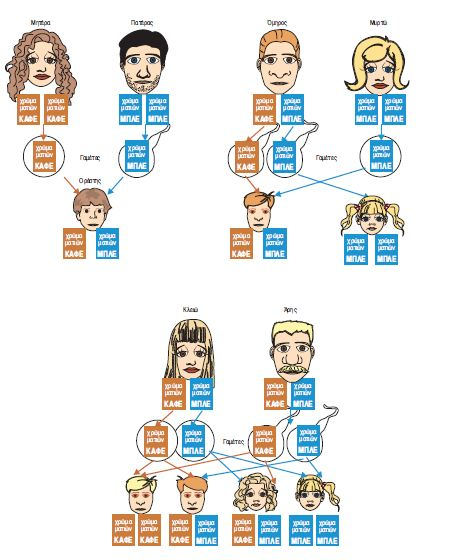 Μητέρα Πατέρας Όμηρος Μυρτώ
χρώμα χρώμα χρώμα χρώμα χρώμα χρώμα χρώμα χρώμα
ματιών ματιών ματιών ματιών ματιών ματιών ματιών ματιών
ΚΑΦΕ ΚΑΦΕ ΜΠΛΕ ΜΠΛΕ ΚΑΦΕ ΜΠΛΕ ΜΠΛΕ ΜΠΛΕ
χρώμα χρώμα χρώμα χρώμα χρώμα
ματιών ματιών ματιών ματιών ματιών
ΚΑΦΕ Γαμέτες ΜΠΛΕ ΚΑΦΕ ΜΠΛΕ Γαμέτες ΜΠΛΕ
Ορέστης
χρώμα χρώμα χρώμα χρώμα χρώμα χρώμα
ματιών ματιών ματιών ματιών ματιών ματιών
ΚΑΦΕ ΜΠΛΕ ΚΑΦΕ ΜΠΛΕ ΜΠΛΕ ΜΠΛΕ
Κλειώ Άρης
χρώμα χρώμα χρώμα χρώμα
ματιών ματιών ματιών ματιών
ΚΑΦΕ ΜΠΛΕ ΚΑΦΕ ΜΠΛΕ
χρώμα χρώμα χρώμα χρώμα
ματιών ματιών Γαμέτες ματιών ματιών
ΚΑΦΕ ΜΠΛΕ ΚΑΦΕ ΜΠΛΕ
χρώμα χρώμα χρώμα χρώμα χρώμα χρώμα χρώμα χρώμα
ματιών ματιών ματιών ματιών ματιών ματιών ματιών ματιών
ΚΑΦΕ ΚΑΦΕ ΚΑΦΕ ΜΠΛΕ ΚΑΦΕ ΜΠΛΕ ΜΠΛΕ ΜΠΛΕ